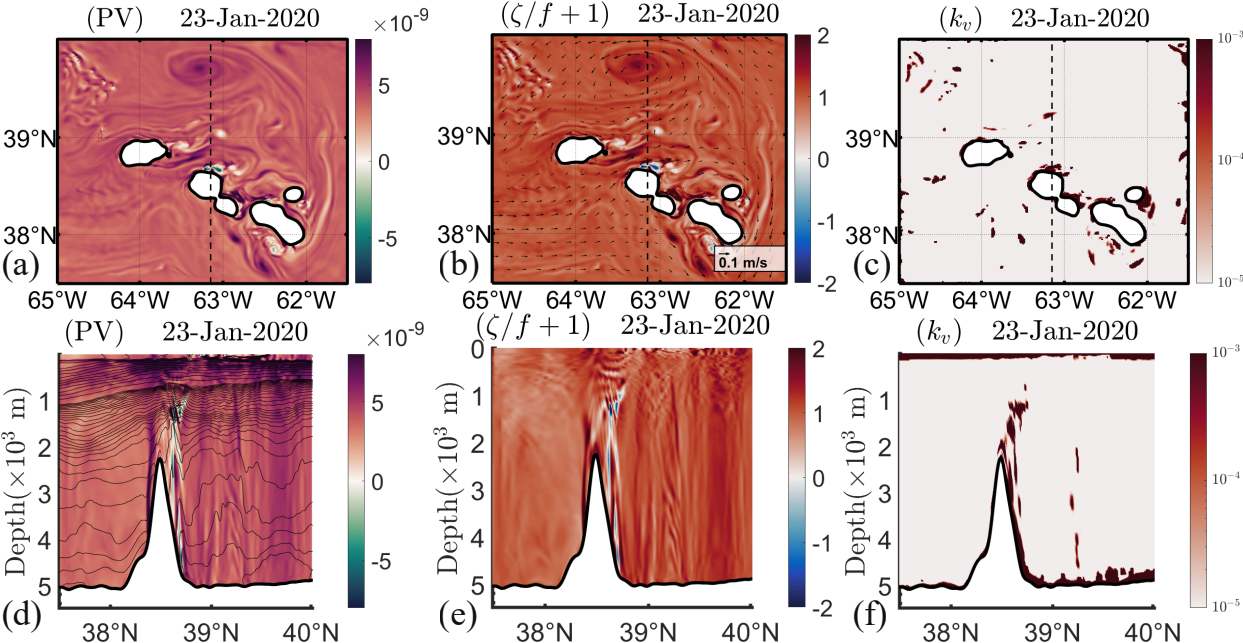 (PV) 23-Jan-2020
×10⁻⁹
5
0
-5
39°N
38°N
(a)
65°W 64°W 63°W 62°W
(ζ/f + 1) 23-Jan-2020
2
1
0
-1
-2
39°N
38°N
0.1 m/s
(b)
65°W 64°W 63°W 62°W
(kᵥ) 23-Jan-2020
10⁻³
10⁻⁴
10⁻⁵
39°N
38°N
(c)
65°W 64°W 63°W 62°W
(PV) 23-Jan-2020
×10⁻⁹
5
0
-5
Depth(×10³ m)
1
2
3
4
5
(d)
38°N 39°N 40°N
(ζ/f + 1) 23-Jan-2020
2
1
0
-1
-2
Depth(×10³ m)
0
1
2
3
4
5
(e)
38°N 39°N 40°N
(kᵥ) 23-Jan-2020
10⁻³
10⁻⁴
10⁻⁵
Depth(×10³ m)
1
2
3
4
5
(f)
38°N 39°N 40°N